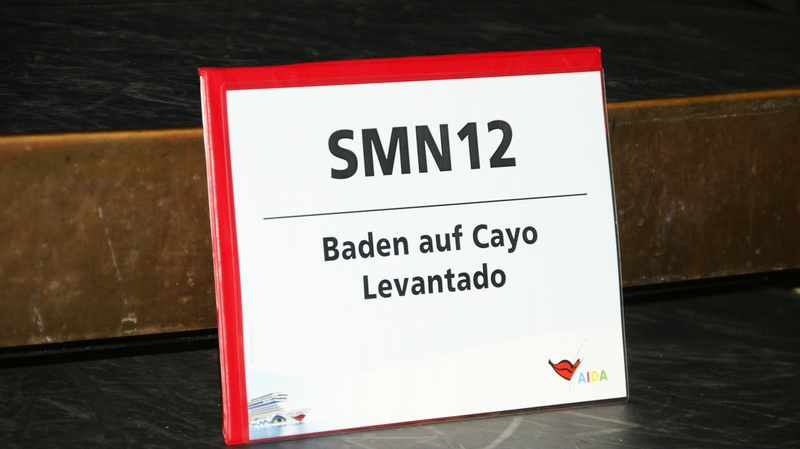 SMN12
Baden auf Cayo
Levantado
AIDA